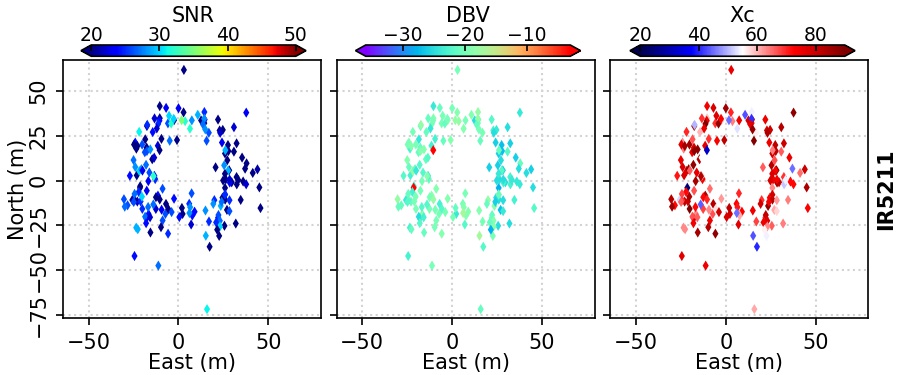 SNR DBV Xc
20 30 40 50 −30 −20 −10 20 40 60 80
50
25
0
−25
−50
−75
North (m)
−50 0 50 −50 0 50 −50 0 50
East (m) East (m) East (m)
IR5211